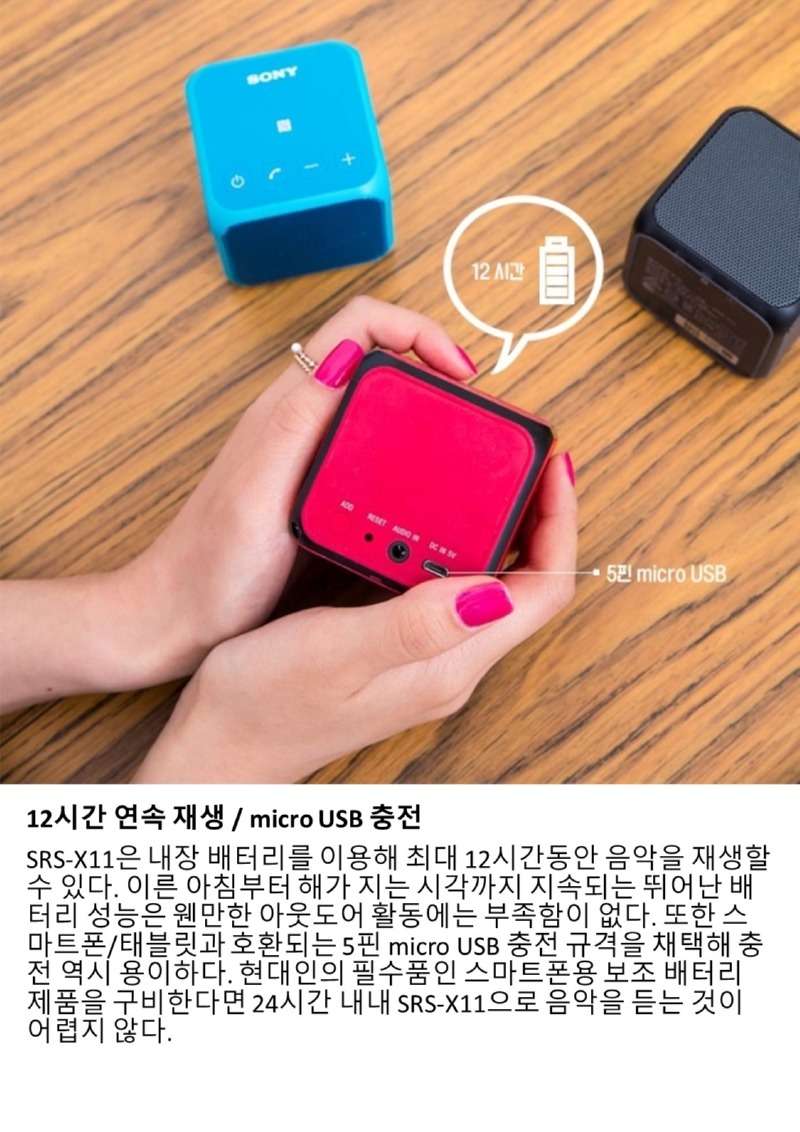 SONY
12 시간
ADD
RESET
AUDIO IN
DC IN 5V
5핀 micro USB
12시간 연속 재생 / micro USB 충전
SRS-X11은 내장 배터리를 이용해 최대 12시간동안 음악을 재생할
수 있다. 이른 아침부터 해가 지는 시각까지 지속되는 뛰어난 배
터리 성능은 웬만한 아웃도어 활동에는 부족함이 없다. 또한 스
마트폰/태블릿과 호환되는 5핀 micro USB 충전 규격을 채택해 충
전 역시 용이하다. 현대인의 필수품인 스마트폰용 보조 배터리
제품을 구비한다면 24시간 내내 SRS-X11으로 음악을 듣는 것이
어렵지 않다.